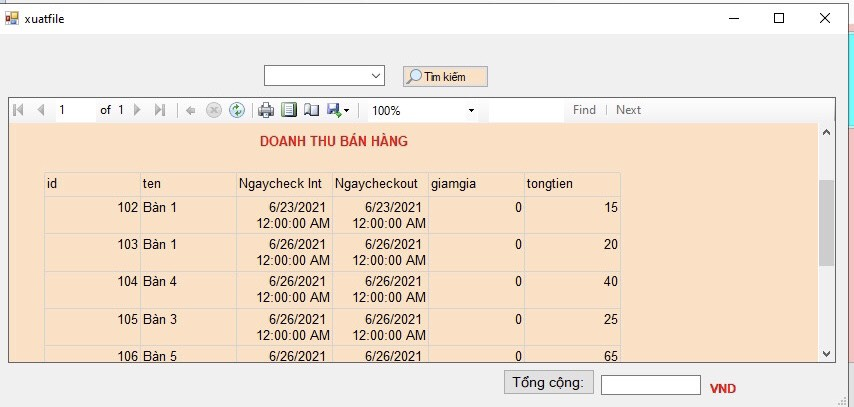 xuatfile
Tìm kiếm
1 of 1 100% Find Next
DOANH THU BÁN HÀNG
id ten Ngaycheck Int Ngaycheckout giamgia tongtien
102 Bàn 1 6/23/2021 12:00:00 AM 6/23/2021 12:00:00 AM 0 15
103 Bàn 1 6/26/2021 12:00:00 AM 6/26/2021 12:00:00 AM 0 20
104 Bàn 4 6/26/2021 12:00:00 AM 6/26/2021 12:00:00 AM 0 40
105 Bàn 3 6/26/2021 12:00:00 AM 6/26/2021 12:00:00 AM 0 25
106 Bàn 5 6/26/2021 6/26/2021 0 65
Tổng cộng: VND